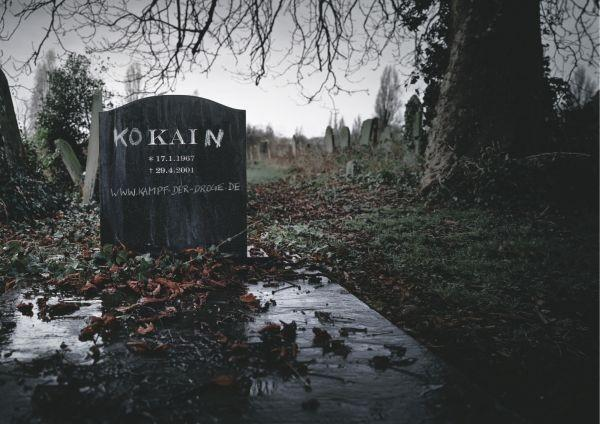 KOKAIN
* 17.1.1967
† 29.4.2001
WWW.KAMPF-DER-DROGE.DE